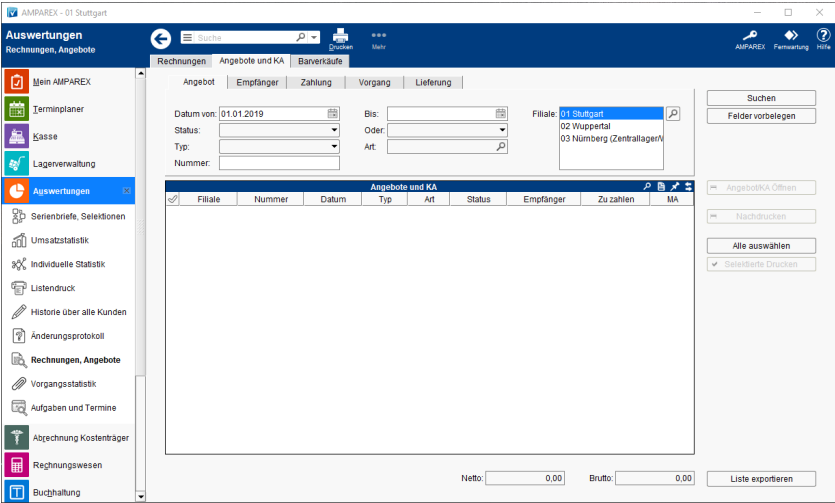 AMPAREX - 01 Stuttgart
Auswertungen
Rechnungen, Angebote
Suche
Drucken
Mehr
AMPAREX
Fernwartung
Hilfe
Rechnungen
Angebote und KA
Barverkäufe
Mein AMPAREX
Terminplaner
Kasse
Lagerverwaltung
Auswertungen
Serienbriefe, Selektionen
Umsatzstatistik
Individuelle Statistik
Listendruck
Historie über alle Kunden
Änderungsprotokoll
Rechnungen, Angebote
Vorgangsstatistik
Aufgaben und Termine
Abrechnung Kostenträger
Rechnungswesen
Buchhaltung
Angebot
Empfänger
Zahlung
Vorgang
Lieferung
Datum von: 01.01.2019
Bis:
Filiale: 01 Stuttgart
02 Wuppertal
03 Nürnberg (Zentrallager/
Status:
Oder:
Typ:
Art:
Nummer:
Angebote und KA
Filiale Nummer Datum Typ Art Status Empfänger Zu zahlen MA
Netto: 0,00
Brutto: 0,00
Suchen
Felder vorbelegen
Angebot/KA Öffnen
Nachdrucken
Alle auswählen
Selektierte Drucken
Liste exportieren